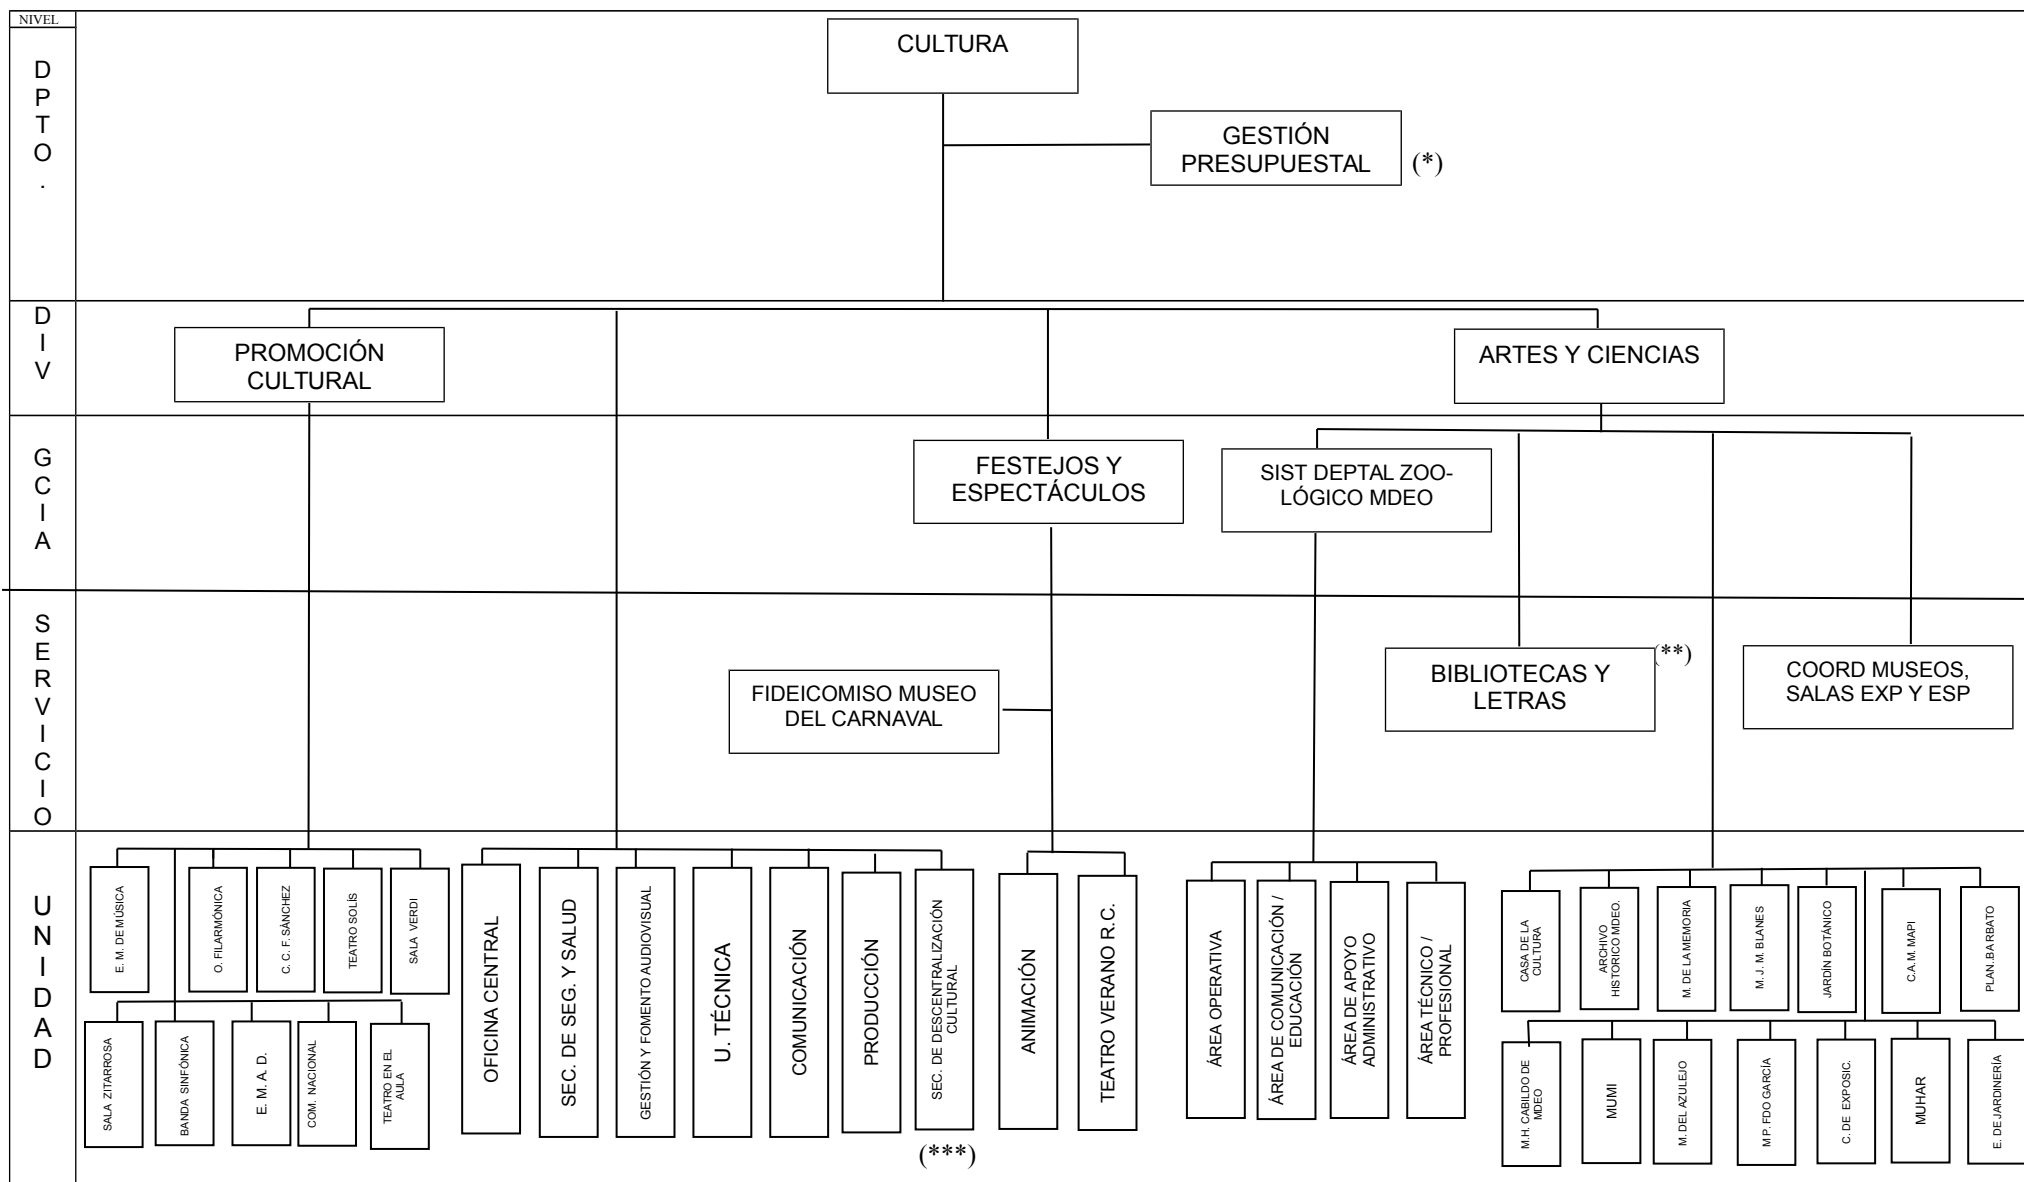 NIVEL
D
P
T
O
.
CULTURA
GESTIÓN
PRESUPUESTAL
(*)
D
I
V
PROMOCIÓN
CULTURAL
ARTES Y CIENCIAS
G
C
I
A
FESTEJOS Y
ESPECTÁCULOS
SIST DEPTAL ZOO-
LÓGICO MDEO
S
E
R
V
I
C
I
O
FIDEICOMISO MUSEO
DEL CARNAVAL
BIBLIOTECAS Y
LETRAS
(**)
COORD MUSEOS,
SALAS EXP Y ESP
U
N
I
D
A
D
E. M. DE MÚSICA
O. FILARMÓNICA
C. C. F. SÀNCHEZ
TEATRO SOLÍS
SALA VERDI
SALA ZITARROSA
BANDA SINFÓNICA
E. M. A. D.
COM. NACIONAL
TEATRO EN EL
AULA
OFICINA CENTRAL
SEC. DE SEG. Y SALUD
GESTIÓN Y FOMENTO AUDIOVISUAL
U. TÉCNICA
COMUNICACIÓN
PRODUCCIÓN
SEC. DE DESCENTRALIZACIÓN
CULTURAL
(***)
ANIMACIÓN
TEATRO VERANO R.C.
ÁREA OPERATIVA
ÁREA DE COMUNICACIÓN /
EDUCACIÓN
ÁREA DE APOYO
ADMINISTRATIVO
ÁREA TÉCNICO /
PROFESIONAL
CASA DE LA
CULTURA
ARCHIVO
HISTORICO MDEO.
M. DE LA MEMORIA
M. J. M. BLANES
JARDÍN BOTÁNICO
C.A.M. MAPI
PLAN. BARBATO
M.H. CABILDO DE
MDEO
MUMI
M. DEL AZULEJO
M P. FDO GARCÍA
C. DE EXPOSIC.
MUHAR
E. DE JARDINERÍA